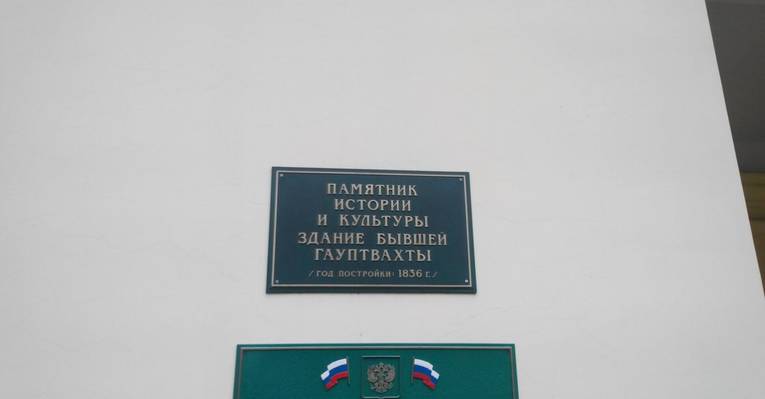 ПАМЯТНИК
ИСТОРИИ
И КУЛЬТУРЫ
ЗДАНИЕ БЫВШЕЙ
ГАУПТВАХТЫ
/ ГОД ПОСТРОЙКИ: 1836 Г. /